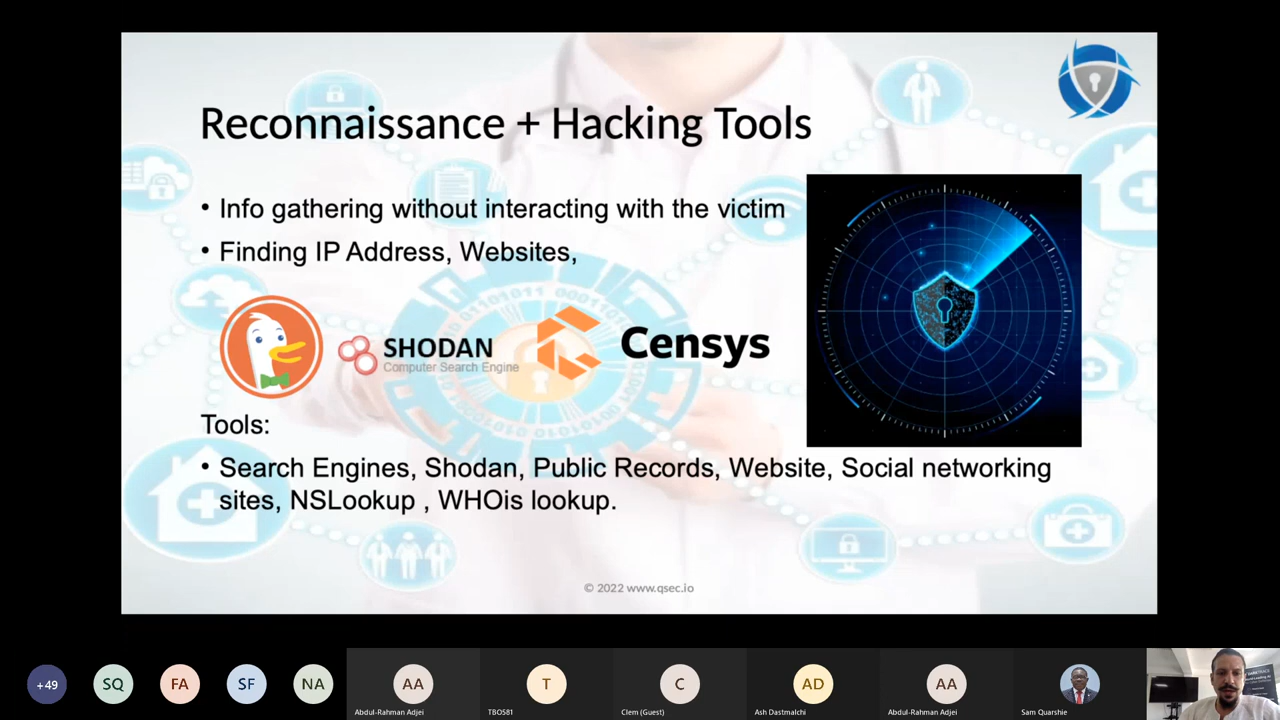 Reconnaissance + Hacking Tools
• Info gathering without interacting with the victim
• Finding IP Address, Websites,
SHODAN
Computer Search Engine
Censys
Tools:
• Search Engines, Shodan, Public Records, Website, Social networking
sites, NSLookup , WHOis lookup.
© 2022 www.qsec.io
+49
SQ
FA
SF
NA
AA
Abdul-Rahman Adjei
T
TBOS81
C
Clem (Guest)
AD
Ash Dastmalchi
AA
Abdul-Rahman Adjei
Sam Quarshie